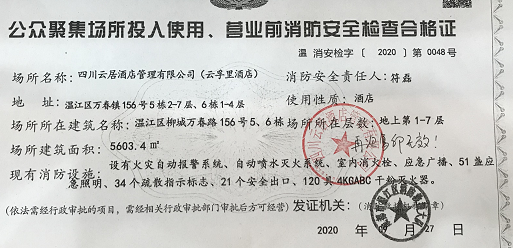 公众聚集场所投入使用、营业前消防安全检查合格证
温 消安检字〔 2020 〕第 0048号
场所名称: 四川云居酒店管理有限公司（云孚里酒店） 消防安全责任人: 符磊
地 址: 温江区万春镇156号5栋2-7层、6栋1-4层 使用性质: 酒店
场所所在建筑名称: 温江区柳城万春路156号5、6栋 场所所在层数: 地上第1-7层
场所建筑面积: 5603.4㎡
再 印无效!
现有消防设施: 设有火灾自动报警系统、自动喷水灭火系统、室内消火栓、应急广播、51盏应
急照明、34个疏散指示标志、21个安全出口、120具4KGABC干粉灭火器。
(依法需经行政审批的项目，需经相关行政审批部门审批后方可经营) 发证机关: 章)
2020 27日